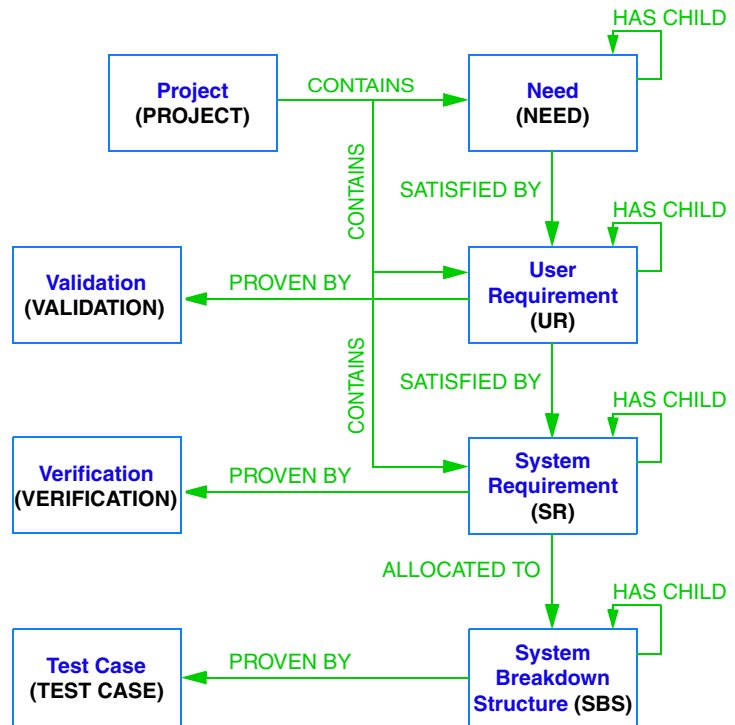 HAS CHILD
Project
(PROJECT)
CONTAINS
Need
(NEED)
CONTAINS
SATISFIED BY
HAS CHILD
Validation
(VALIDATION)
PROVEN BY
User
Requirement
(UR)
CONTAINS
SATISFIED BY
HAS CHILD
Verification
(VERIFICATION)
PROVEN BY
System
Requirement
(SR)
ALLOCATED TO
HAS CHILD
Test Case
(TEST CASE)
PROVEN BY
System
Breakdown
Structure (SBS)